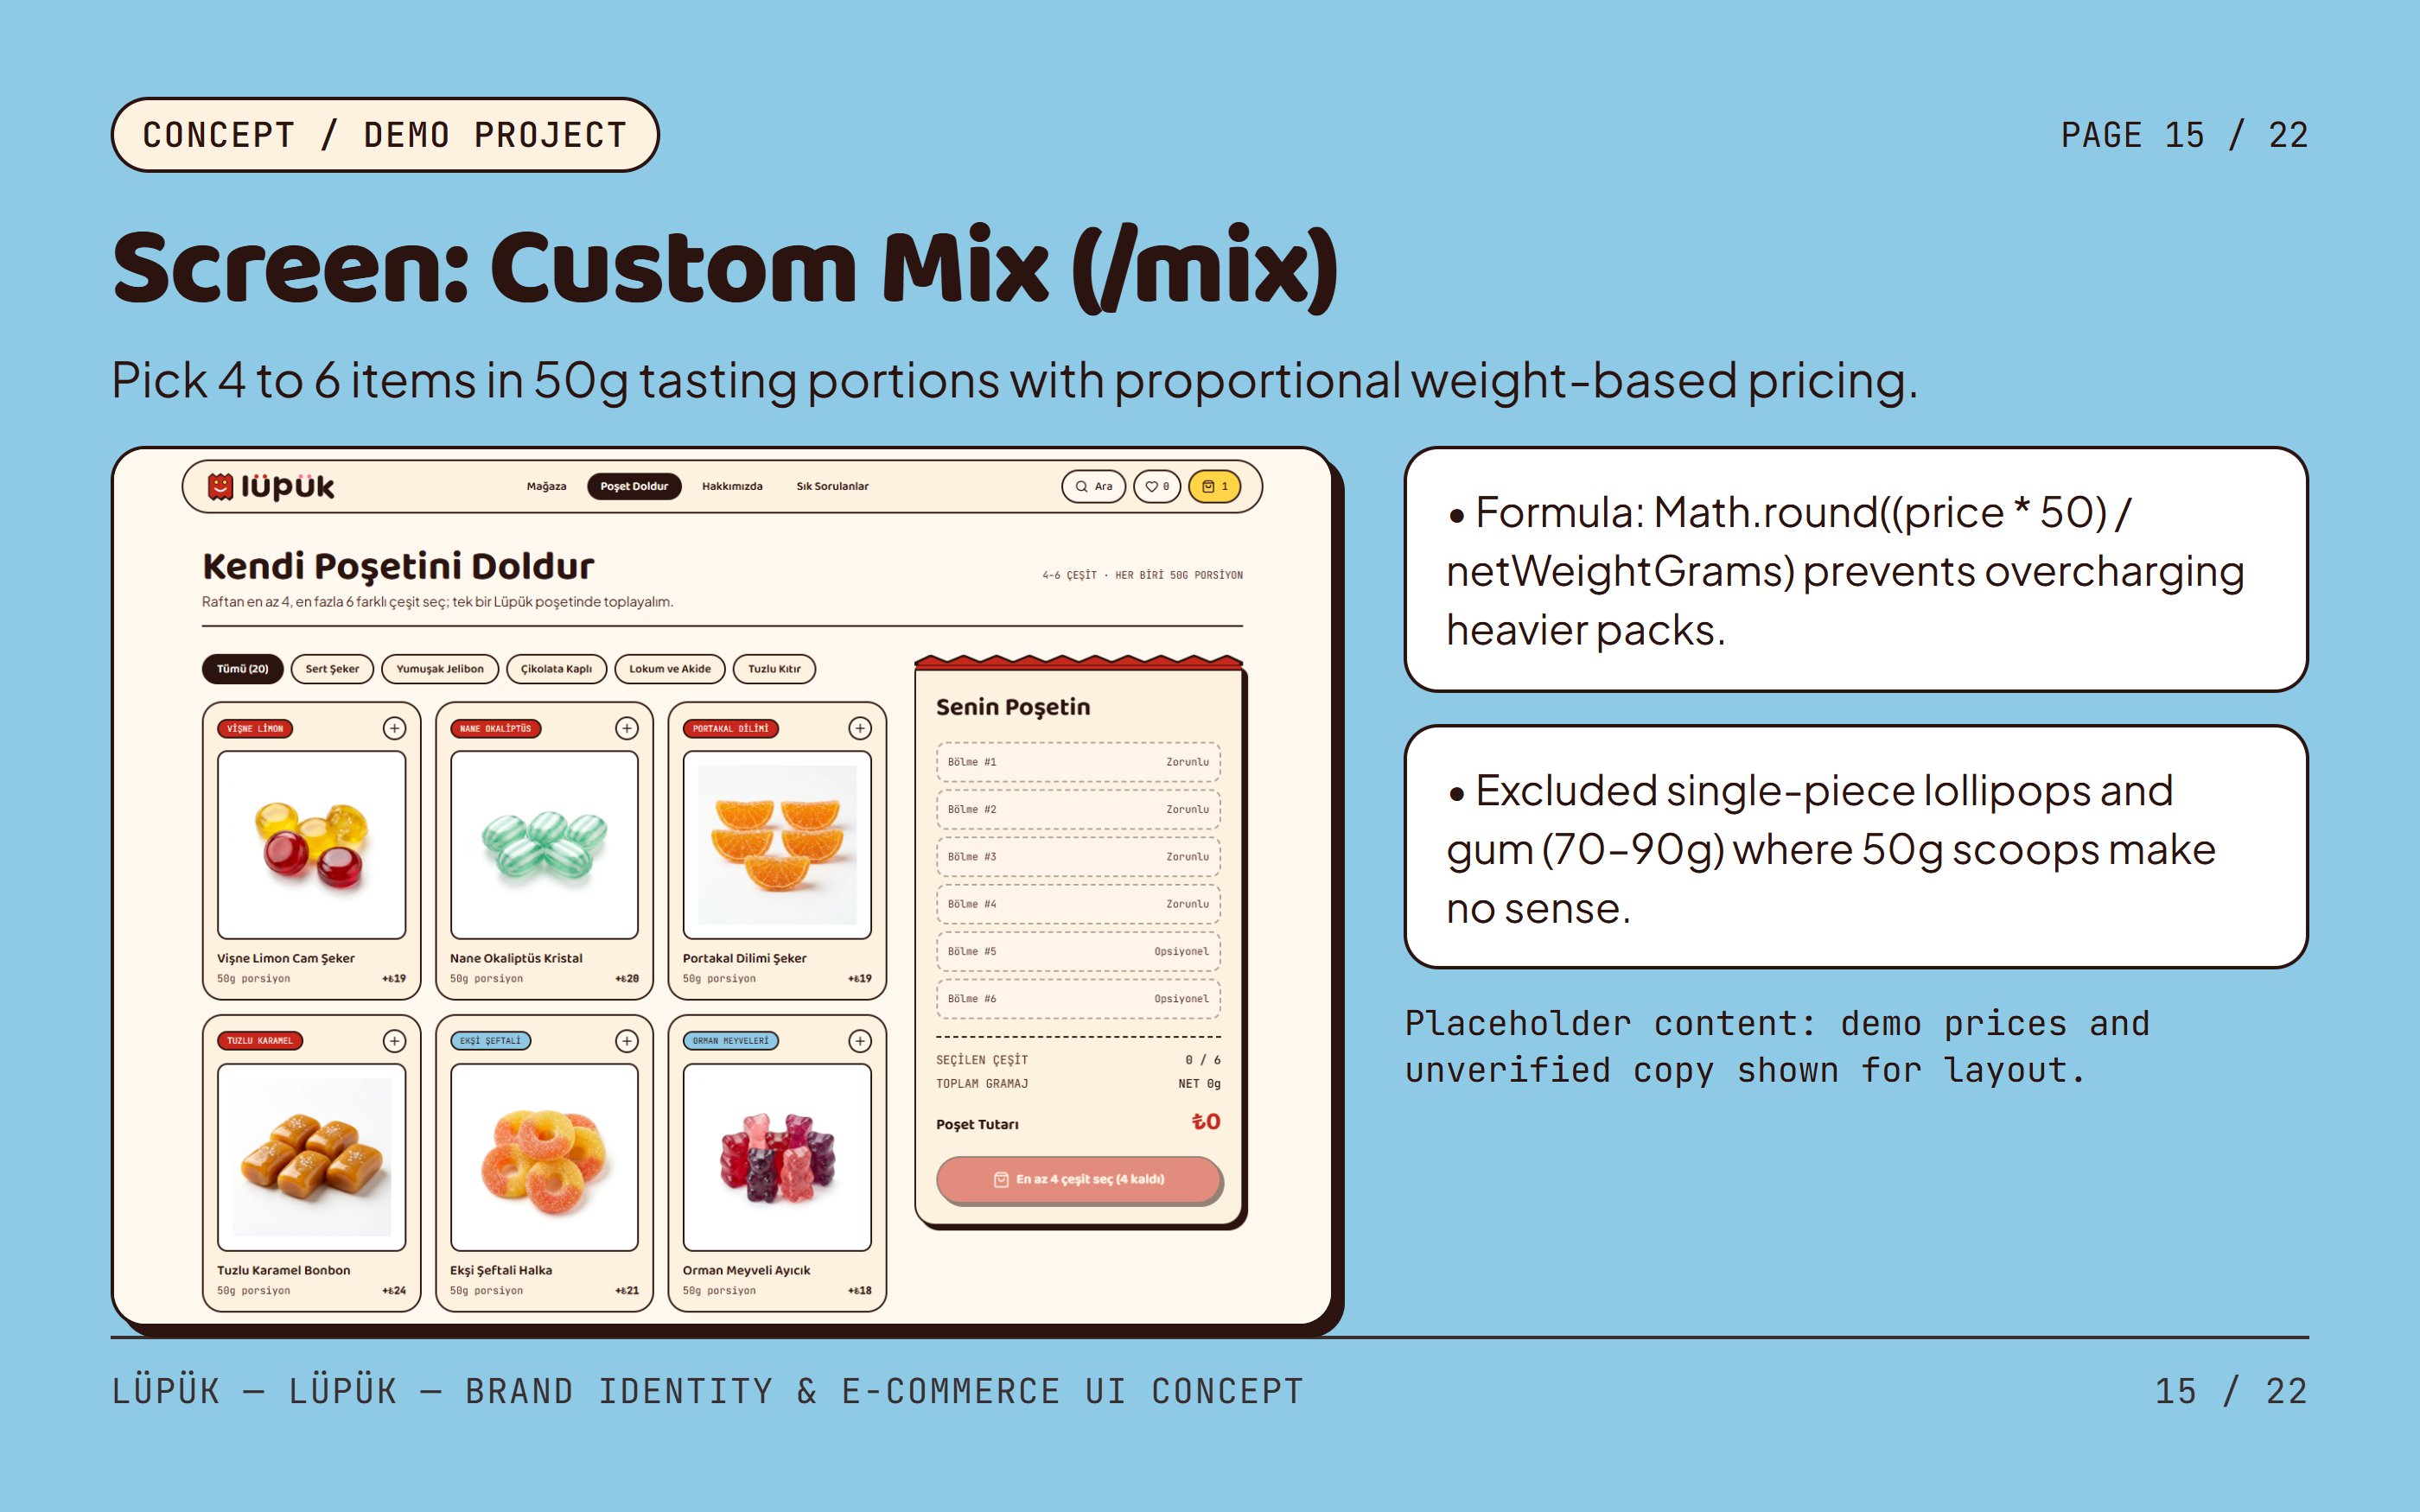 CONCEPT / DEMO PROJECT
PAGE 15 / 22
Screen: Custom Mix (/mix)
Pick 4 to 6 items in 50g tasting portions with proportional weight-based pricing.
lüpük
Mağaza
Poşet Doldur
Hakkımızda
Sık Sorulanlar
Ara
0
1
Kendi Poşetini Doldur
4-6 ÇEŞİT · HER BİRİ 50G PORSİYON
Raftan en az 4, en fazla 6 farklı çeşit seç; tek bir Lüpük poşetinde toplayalım.
Tümü (20)
Sert Şeker
Yumuşak Jelibon
Çikolata Kaplı
Lokum ve Akide
Tuzlu Kıtır
VİŞNE LİMON
Vişne Limon Cam Şeker
50g porsiyon
+₺19
NANE OKALİPTÜS
Nane Okaliptüs Kristal
50g porsiyon
+₺20
PORTAKAL DİLİMİ
Portakal Dilimi Şeker
50g porsiyon
+₺19
TUZLU KARAMEL
Tuzlu Karamel Bonbon
50g porsiyon
+₺24
EKŞİ ŞEFTALİ
Ekşi Şeftali Halka
50g porsiyon
+₺21
ORMAN MEYVELERİ
Orman Meyveli Ayıcık
50g porsiyon
+₺18
Senin Poşetin
Bölme #1 Zorunlu
Bölme #2 Zorunlu
Bölme #3 Zorunlu
Bölme #4 Zorunlu
Bölme #5 Opsiyonel
Bölme #6 Opsiyonel
SEÇİLEN ÇEŞİT 0 / 6
TOPLAM GRAMAJ NET 0g
Poşet Tutarı ₺0
En az 4 çeşit seç (4 kaldı)
• Formula: Math.round((price * 50) /
netWeightGrams) prevents overcharging
heavier packs.
• Excluded single-piece lollipops and
gum (70–90g) where 50g scoops make
no sense.
Placeholder content: demo prices and
unverified copy shown for layout.
LÜPÜK — LÜPÜK — BRAND IDENTITY & E-COMMERCE UI CONCEPT
15 / 22